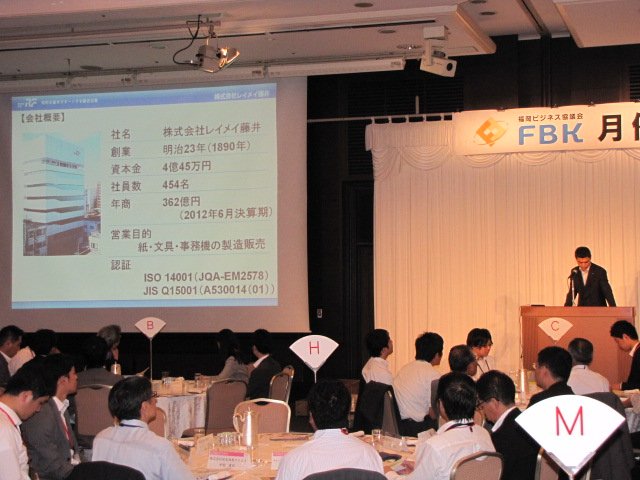 株式会社レイメイ藤井
【会社概要】
社名 株式会社レイメイ藤井
創業 明治23年（1890年）
資本金 4億45万円
社員数 454名
年商 362億円
（2012年6月決算期）
営業目的
紙・文具・事務機の製造販売
認証
ISO 14001（JQA-EM2578）
JIS Q15001（A530014（01））
福岡ビジネス協議会
FBK 月
B
H
C
M